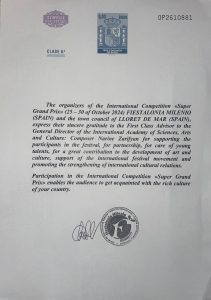 0P2610881
CLASE 8.ª
The organizers of the International Competition «Super
Grand Prix» (25 – 30 of October 2024) FIESTALONIA MILENIO
(SPAIN) and the town council of LLORET DE MAR (SPAIN),
express their sincere gratitude to the First Class Advisor to the
General Director of the International Academy of Sciences, Arts
and Culture: Composer Narine Zarifyan for supporting the
participants in the festival, for partnership, for care of young
talents, for a great contribution to the development of art and
culture, support of the international festival movement and
promoting the strengthening of international cultural relations.
Participation in the International Competition «Super Grand
Prix» enables the audience to get acquainted with the rich culture
of your country.